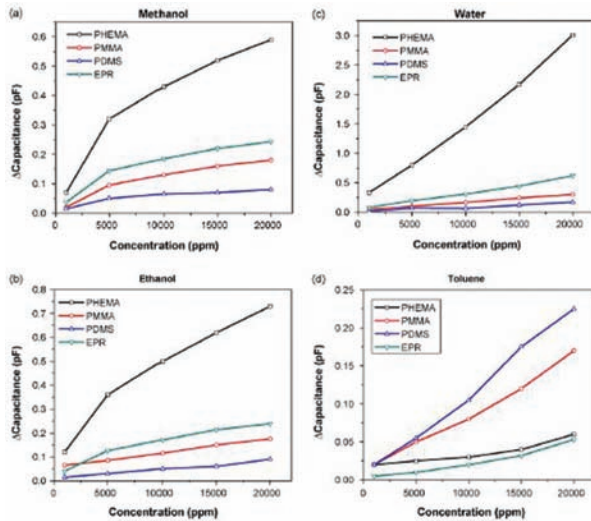 (a)
Methanol
PHEMA
PMMA
PDMS
EPR
ΔCapacitance (pF)
0.6
0.5
0.4
0.3
0.2
0.1
0.0
0 5000 10000 15000 20000
Concentration (ppm)
(c)
Water
PHEMA
PMMA
PDMS
EPR
ΔCapacitance (pF)
3.0
2.5
2.0
1.5
1.0
0.5
0.0
0 5000 10000 15000 20000
Concentration (ppm)
(b)
Ethanol
PHEMA
PMMA
PDMS
EPR
ΔCapacitance (pF)
0.8
0.7
0.6
0.5
0.4
0.3
0.2
0.1
0.0
0 5000 10000 15000 20000
Concentration (ppm)
(d)
Toluene
PHEMA
PMMA
PDMS
EPR
ΔCapacitance (pF)
0.25
0.20
0.15
0.10
0.05
0.00
0 5000 10000 15000 20000
Concentration (ppm)